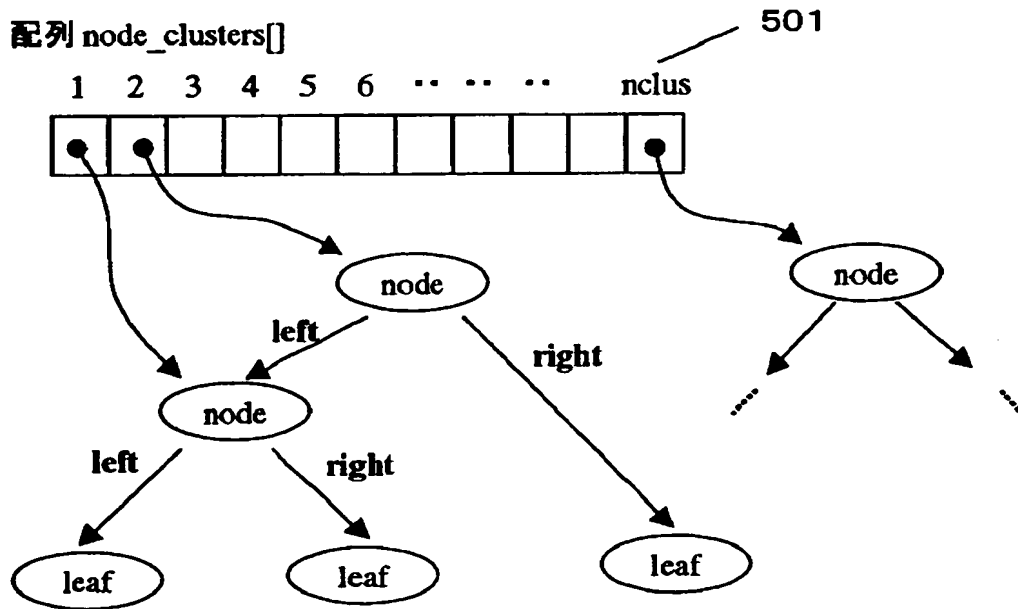 501
配列 node_clusters[]
1 2 3 4 5 6 ‥ ‥ ‥ nclus
node
node
left
right
node
left
right
leaf
leaf
leaf